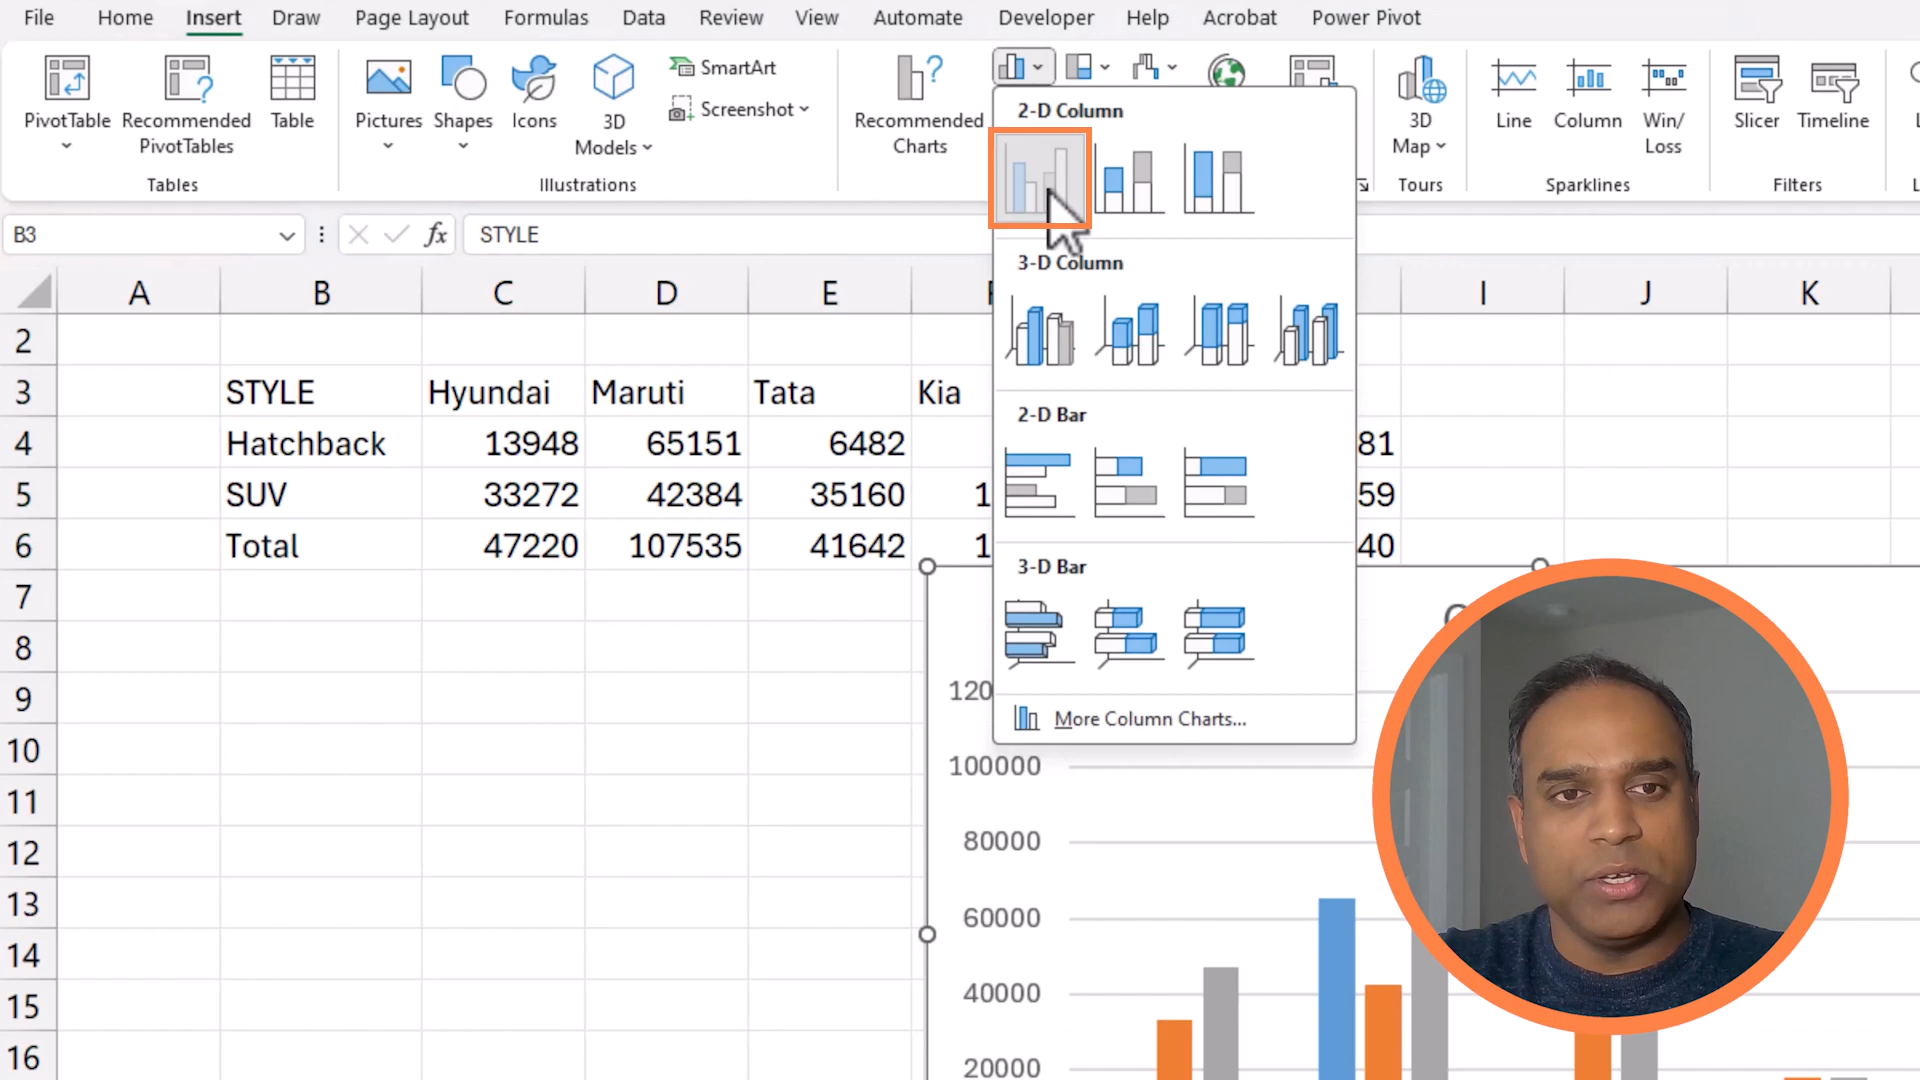 File Home Insert Draw Page Layout Formulas Data Review View Automate Developer Help Acrobat Power Pivot
PivotTable
Recommended
PivotTables
Table
Tables
Pictures
Shapes
Icons
3D
Models
SmartArt
Screenshot
Illustrations
Recommended
Charts
3D
Map
Tours
Line
Column
Win/
Loss
Sparklines
Slicer
Timeline
Filters
B3
fx
STYLE
2-D Column
3-D Column
2-D Bar
3-D Bar
More Column Charts...
A B C D E I J K
2
3 STYLE Hyundai Maruti Tata Kia
4 Hatchback 13948 65151 6482 81
5 SUV 33272 42384 35160 1 59
6 Total 47220 107535 41642 1 40
7
8
9
10
11
12
13
14
15
16
120
100000
80000
60000
40000
20000